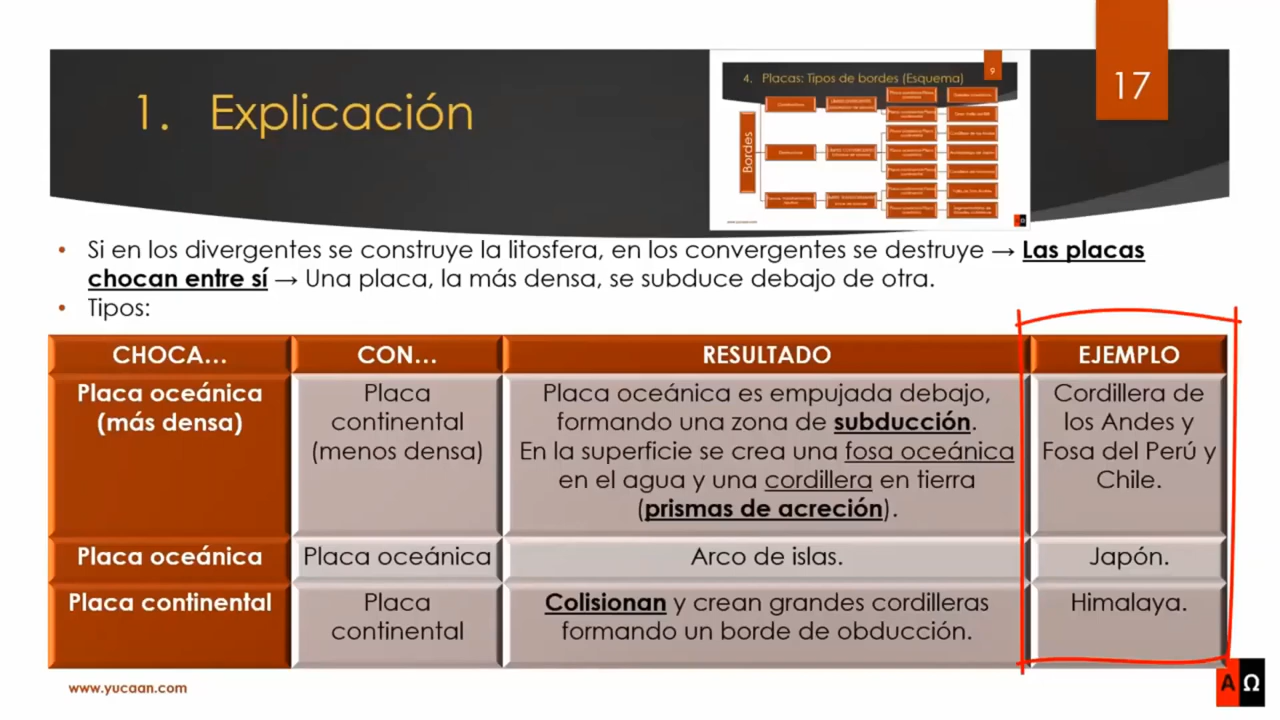 1. Explicación
4. Placas: Tipos de bordes (Esquema)
9
Bordes
17
• Si en los divergentes se construye la litosfera, en los convergentes se destruye → Las placas
chocan entre sí → Una placa, la más densa, se subduce debajo de otra.
• Tipos:
CHOCA... CON... RESULTADO EJEMPLO
Placa oceánica
(más densa)
Placa
continental
(menos densa)
Placa oceánica es empujada debajo,
formando una zona de subducción.
En la superficie se crea una fosa oceánica
en el agua y una cordillera en tierra
(prismas de acreción).
Cordillera de
los Andes y
Fosa del Perú y
Chile.
Placa oceánica
Placa oceánica
Arco de islas.
Japón.
Placa continental
Placa
continental
Colisionan y crean grandes cordilleras
formando un borde de obducción.
Himalaya.
www.yucaan.com
AΩ